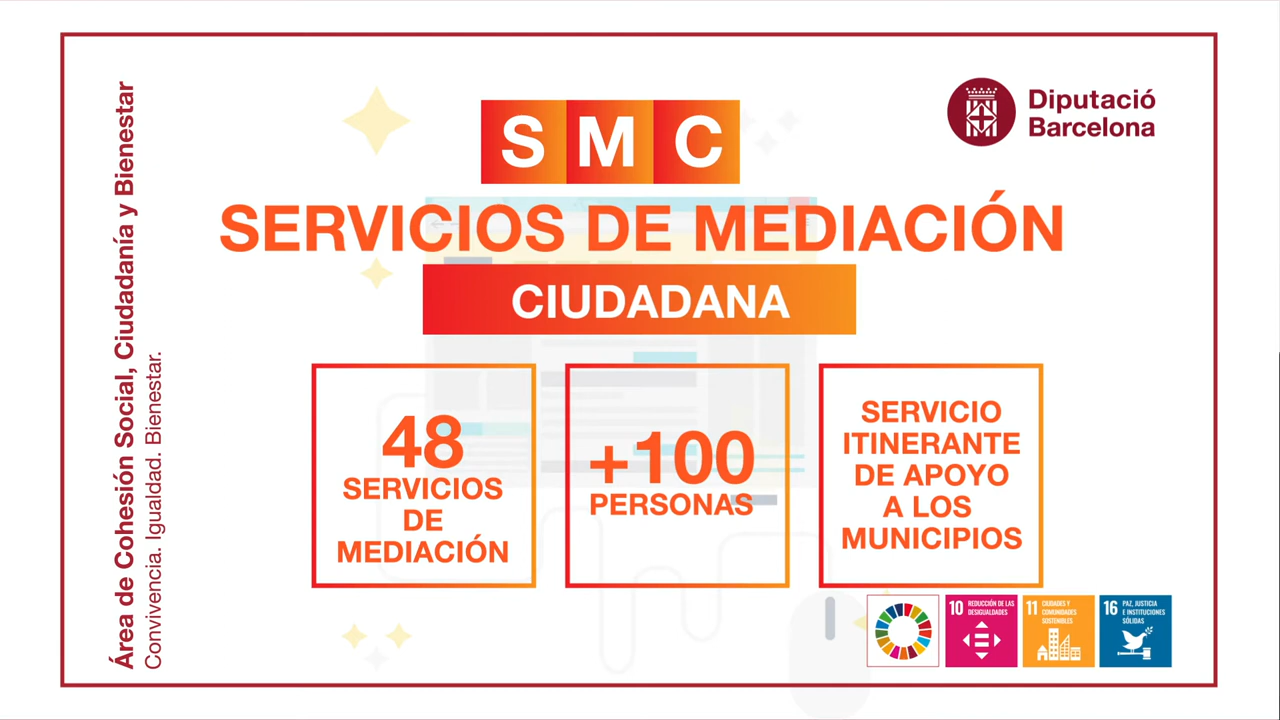 Área de Cohesión Social, Ciudadanía y Bienestar
Convivencia. Igualdad. Bienestar.
S M C
SERVICIOS DE MEDIACIÓN
CIUDADANA
Diputació
Barcelona
48
SERVICIOS
DE
MEDIACIÓN
+100
PERSONAS
SERVICIO
ITINERANTE
DE APOYO
A LOS
MUNICIPIOS
10 REDUCCIÓN DE LAS
DESIGUALDADES
11 CIUDADES Y
COMUNIDADES
SOSTENIBLES
16 PAZ, JUSTICIA
E INSTITUCIONES
SÓLIDAS